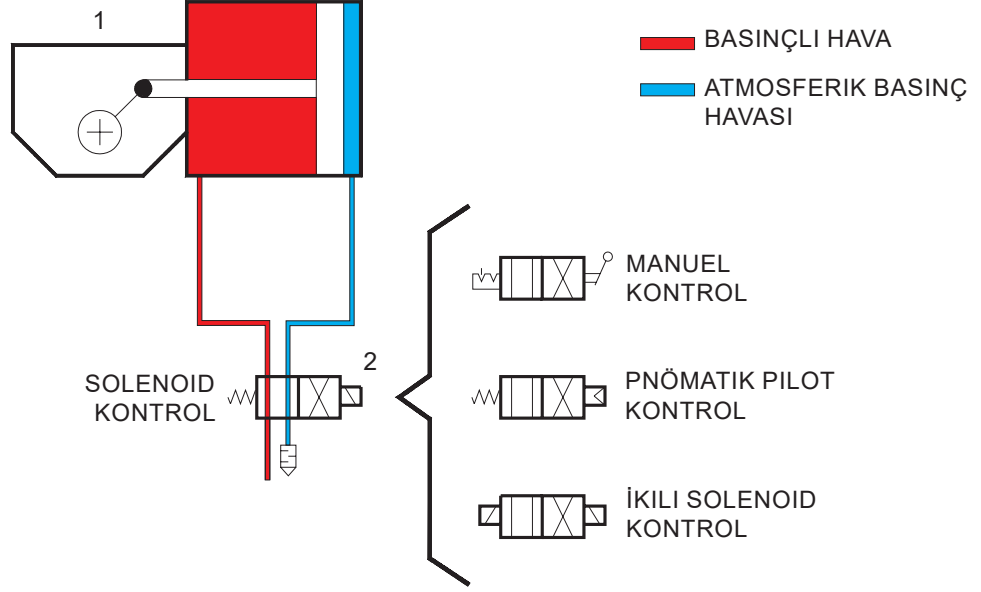 1
BASINÇLI HAVA
ATMOSFERIK BASINÇ
HAVASI
MANUEL
KONTROL
2
SOLENOID
KONTROL
PNÖMATIK PILOT
KONTROL
İKILI SOLENOID
KONTROL